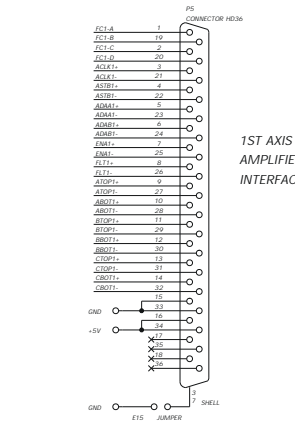 P5
CONNECTOR HD36
FC1-A 1
FC1-B 19
FC1-C 2
FC1-D 20
ACLK1+ 3
ACLK1- 21
ASTB1+ 4
ASTB1- 22
ADAA1+ 5
ADAA1- 23
ADAB1+ 6
ADAB1- 24
ENA1+ 7
ENA1- 25
FLT1+ 8
FLT1- 26
ATOP1+ 9
ATOP1- 27
ABOT1+ 10
ABOT1- 28
BTOP1+ 11
BTOP1- 29
BBOT1+ 12
BBOT1- 30
CTOP1+ 13
CTOP1- 31
CBOT1+ 14
CBOT1- 32
15
GND 33
16
+5V 34
17
35
18
36
1ST AXIS
AMPLIFIE
INTERFAC
3
7 SHELL
GND E15 JUMPER